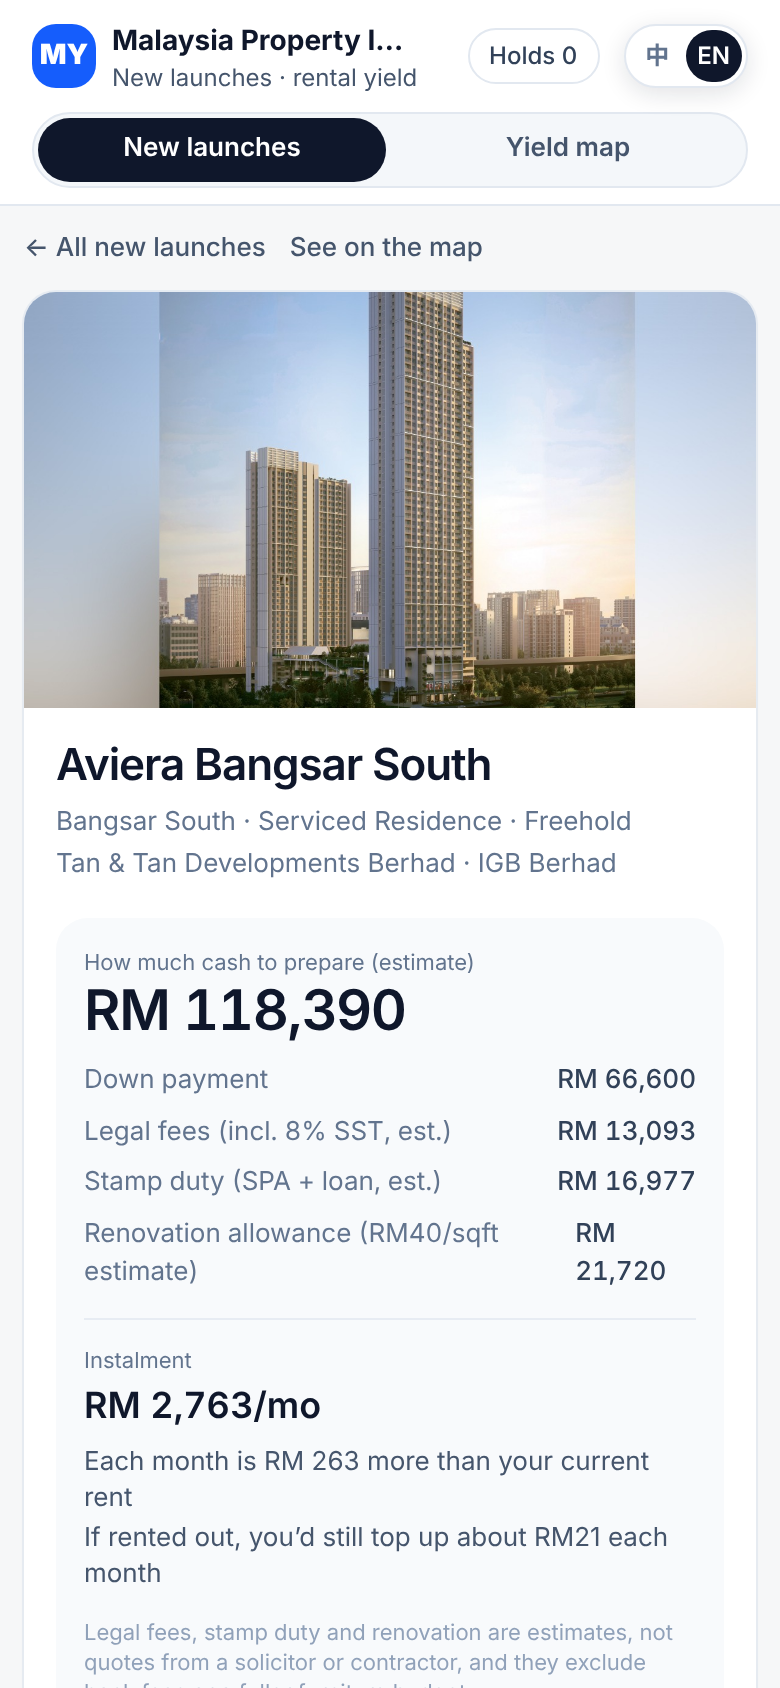 MY
Malaysia Property I...
New launches · rental yield
Holds 0
中
EN
New launches
Yield map
← All new launches
See on the map
Aviera Bangsar South
Bangsar South · Serviced Residence · Freehold
Tan & Tan Developments Berhad · IGB Berhad
How much cash to prepare (estimate)
RM 118,390
Down payment
RM 66,600
Legal fees (incl. 8% SST, est.)
RM 13,093
Stamp duty (SPA + loan, est.)
RM 16,977
Renovation allowance (RM40/sqft
estimate)
RM
21,720
Instalment
RM 2,763/mo
Each month is RM 263 more than your current
rent
If rented out, you’d still top up about RM21 each
month
Legal fees, stamp duty and renovation are estimates, not
quotes from a solicitor or contractor, and they exclude